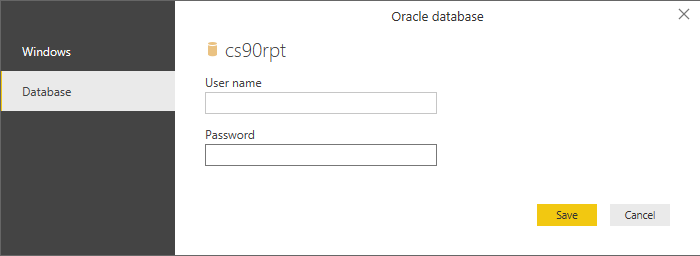 Oracle database
Windows
Database
cs90rpt
User name
Password
Save
Cancel